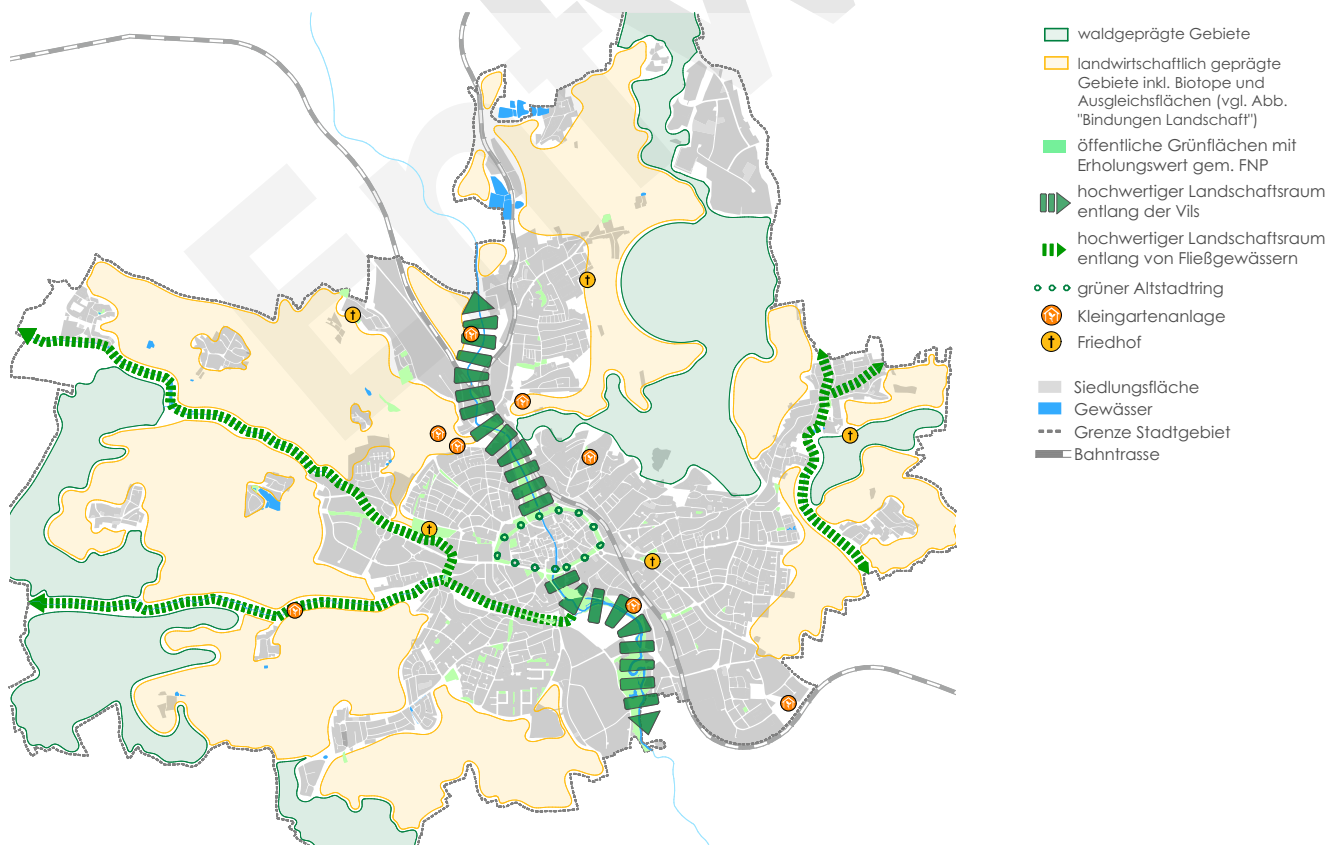 waldgeprägte Gebiete
landwirtschaftlich geprägte
Gebiete inkl. Biotope und
Ausgleichsflächen (vgl. Abb.
"Bindungen Landschaft")
öffentliche Grünflächen mit
Erholungswert gem. FNP
hochwertiger Landschaftsraum
entlang der Vils
hochwertiger Landschaftsraum
entlang von Fließgewässern
grüner Altstadtring
Kleingartenanlage
Friedhof
Siedlungsfläche
Gewässer
Grenze Stadtgebiet
Bahntrasse